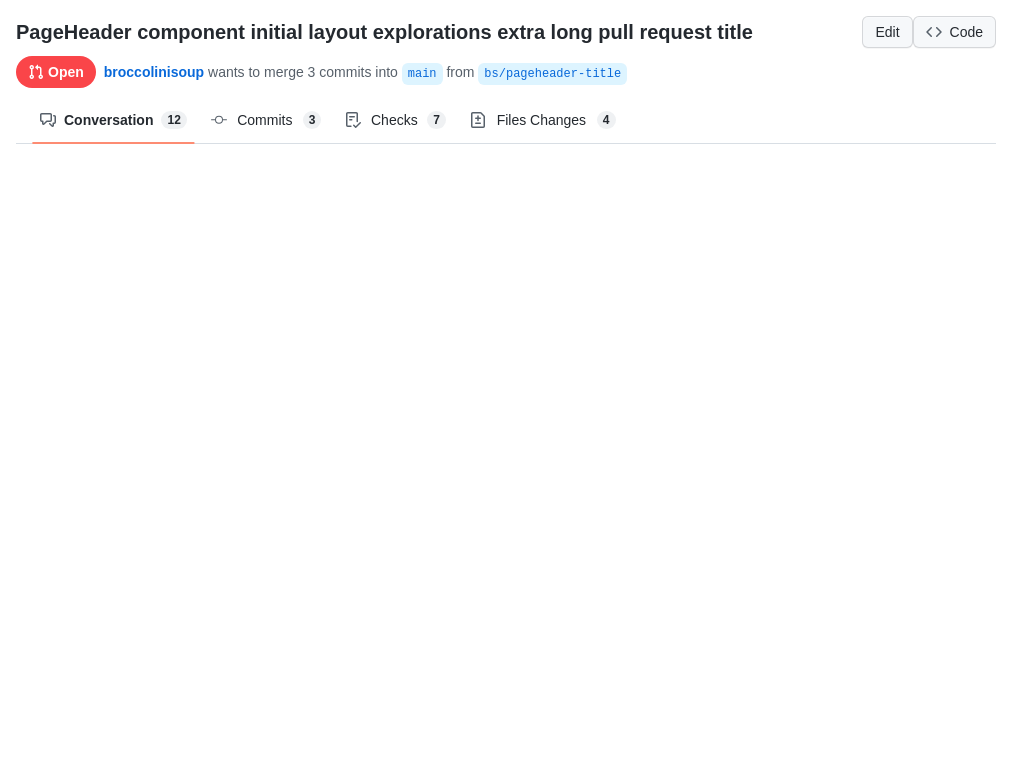 PageHeader component initial layout explorations extra long pull request title
Edit
Code
Open
broccolinisoup wants to merge 3 commits into main from bs/pageheader-title
Conversation 12
Commits 3
Checks 7
Files Changes 4